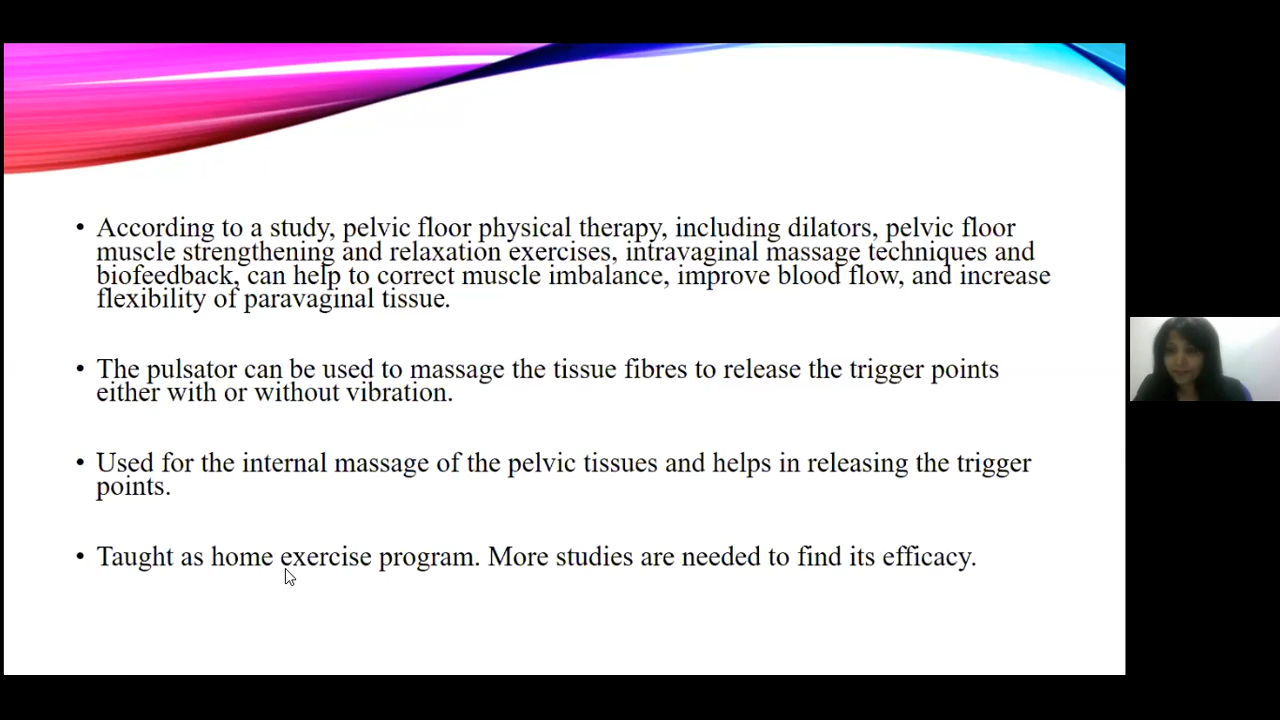 • According to a study, pelvic floor physical therapy, including dilators, pelvic floor
muscle strengthening and relaxation exercises, intravaginal massage techniques and
biofeedback, can help to correct muscle imbalance, improve blood flow, and increase
flexibility of paravaginal tissue.
• The pulsator can be used to massage the tissue fibres to release the trigger points
either with or without vibration.
• Used for the internal massage of the pelvic tissues and helps in releasing the trigger
points.
• Taught as home exercise program. More studies are needed to find its efficacy.